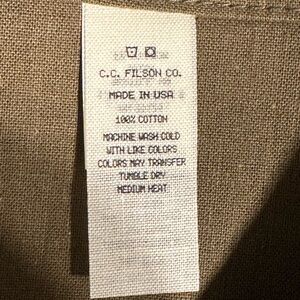 C.C. FILSON CO.
MADE IN USA
100% COTTON
MACHINE WASH COLD
WITH LIKE COLORS
COLORS MAY TRANSFER
TUMBLE DRY
MEDIUM HEAT